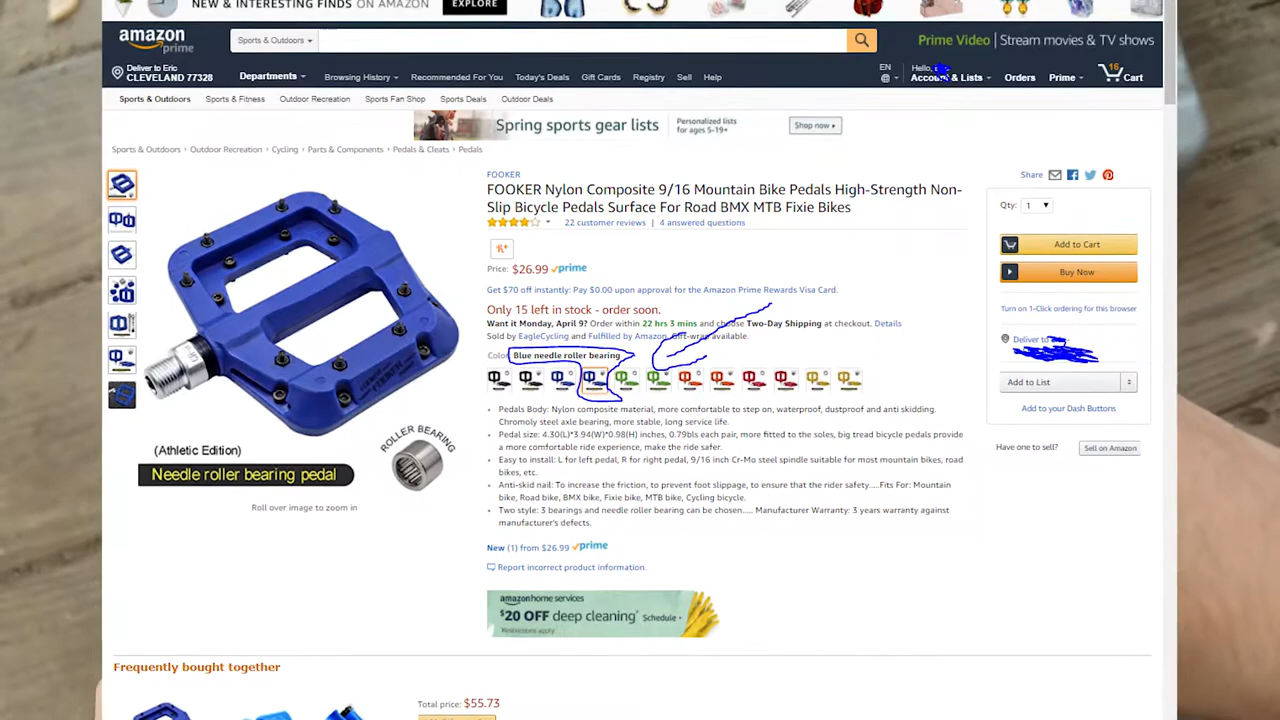 NEW & INTERESTING FINDS ON AMAZON EXPLORE
amazon prime
Sports & Outdoors
Prime Video | Stream movies & TV shows
Deliver to Eric
CLEVELAND 77328
Departments
Browsing History
Recommended For You
Today's Deals
Gift Cards
Registry
Sell
Help
EN
Hello,
Account & Lists
Orders
Prime
16
Cart
Sports & Outdoors
Sports & Fitness
Outdoor Recreation
Sports Fan Shop
Sports Deals
Outdoor Deals
Spring sports gear lists
Personalized lists
for ages 5-19+
Shop now ▸
Sports & Outdoors › Outdoor Recreation › Cycling › Parts & Components › Pedals & Cleats › Pedals
FOOKER
FOOKER Nylon Composite 9/16 Mountain Bike Pedals High-Strength Non-
Slip Bicycle Pedals Surface For Road BMX MTB Fixie Bikes
22 customer reviews | 4 answered questions
Price: $26.99 prime
Get $70 off instantly: Pay $0.00 upon approval for the Amazon Prime Rewards Visa Card.
Only 15 left in stock - order soon.
Want it Monday, April 9? Order within 22 hrs 3 mins and choose Two-Day Shipping at checkout. Details
Sold by EagleCycling and Fulfilled by Amazon. Gift-wrap available.
Color: Blue needle roller bearing
• Pedals Body: Nylon composite material, more comfortable to step on, waterproof, dustproof and anti skidding.
Chromoly steel axle bearing, more stable, long service life.
• Pedal size: 4.30(L)*3.94(W)*0.98(H) inches, 0.79bls each pair, more fitted to the soles, big tread bicycle pedals provide
a more comfortable ride experience, make the ride safer.
• Easy to install: L for left pedal, R for right pedal, 9/16 inch Cr-Mo steel spindle suitable for most mountain bikes, road
bikes, etc.
• Anti-skid nail: To increase the friction, to prevent foot slippage, to ensure that the rider safety.....Fits For: Mountain
bike, Road bike, BMX bike, Fixie bike, MTB bike, Cycling bicycle.
• Two style: 3 bearings and needle roller bearing can be chosen..... Manufacturer Warranty: 3 years warranty against
manufacturer's defects.
New (1) from $26.99 prime
Report incorrect product information.
amazon home services
$20 OFF deep cleaning
Schedule
*Restrictions apply
(Athletic Edition)
Needle roller bearing pedal
ROLLER BEARING
Roll over image to zoom in
Share
Qty: 1
Add to Cart
Buy Now
Turn on 1-Click ordering for this browser
Deliver to
Add to List
Add to your Dash Buttons
Have one to sell?
Sell on Amazon
Frequently bought together
Total price: $55.73